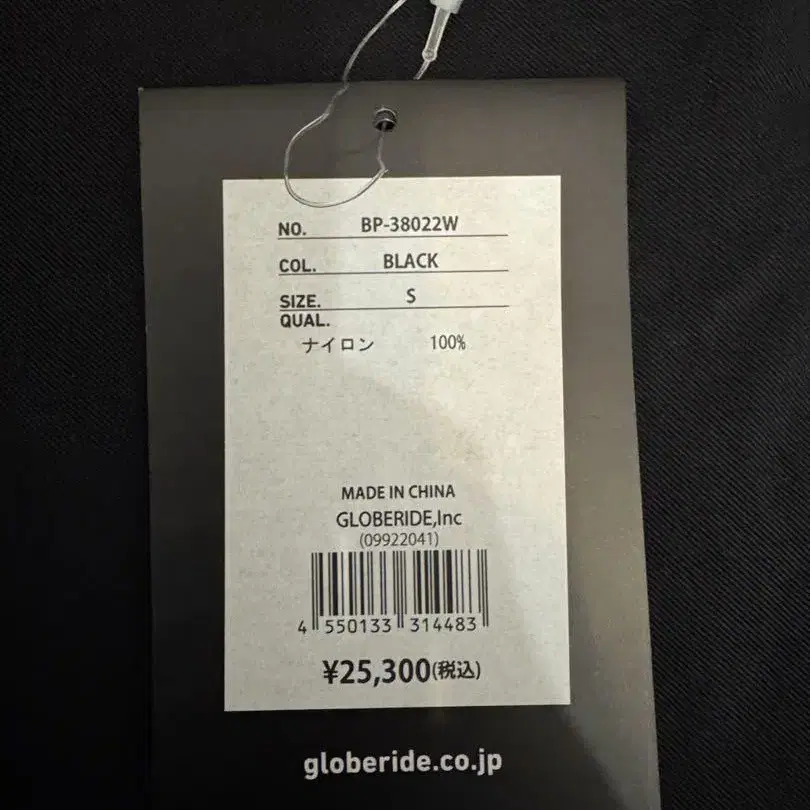 NO. BP-38022W
COL. BLACK
SIZE. S
QUAL.
ナイロン 100%
MADE IN CHINA
GLOBERIDE,Inc
(09922041)
4 550133 314483
¥25,300(税込)
globeride.co.jp